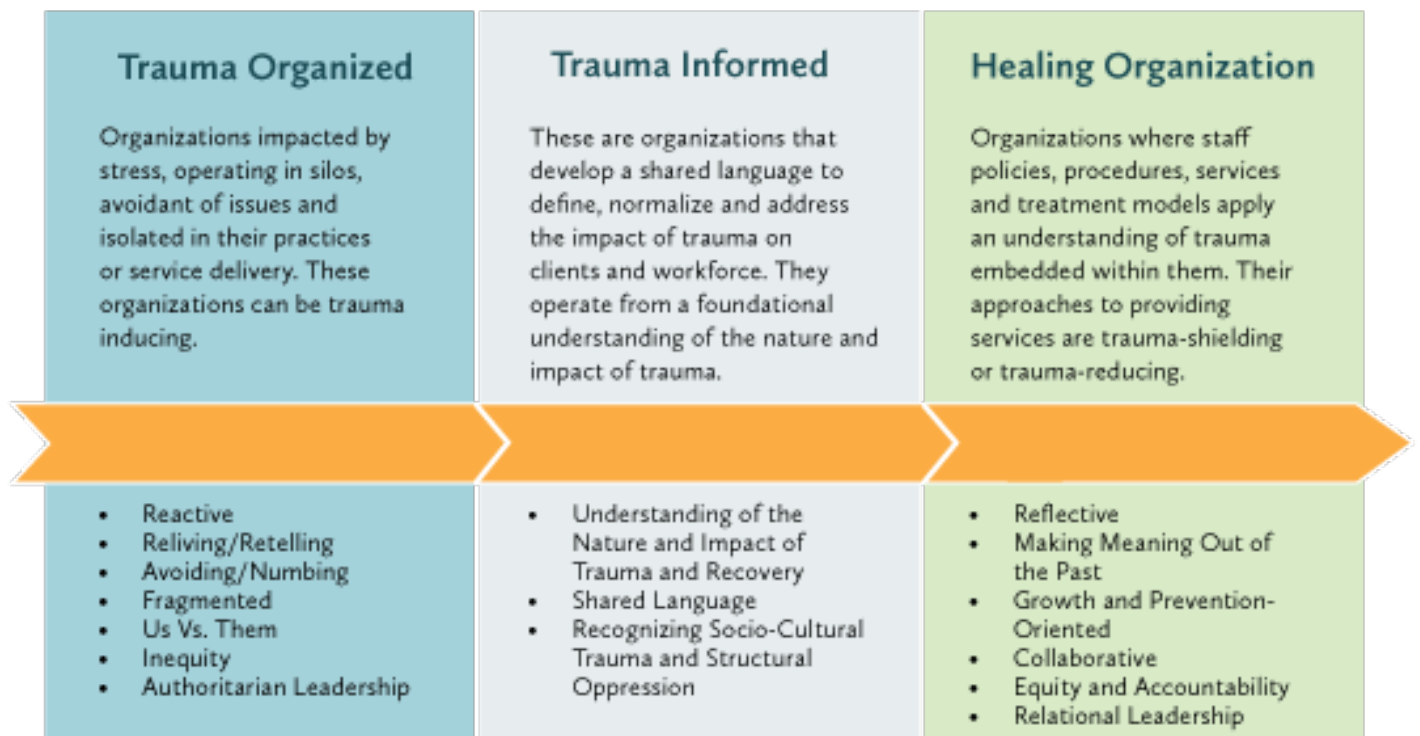 Trauma Organized
Organizations impacted by
stress, operating in silos,
avoidant of issues and
isolated in their practices
or service delivery. These
organizations can be trauma
inducing.
• Reactive
• Reliving/Retelling
• Avoiding/Numbing
• Fragmented
• Us Vs. Them
• Inequity
• Authoritarian Leadership
Trauma Informed
These are organizations that
develop a shared language to
define, normalize and address
the impact of trauma on
clients and workforce. They
operate from a foundational
understanding of the nature and
impact of trauma.
• Understanding of the
Nature and Impact of
Trauma and Recovery
• Shared Language
• Recognizing Socio-Cultural
Trauma and Structural
Oppression
Healing Organization
Organizations where staff
policies, procedures, services
and treatment models apply
an understanding of trauma
embedded within them. Their
approaches to providing
services are trauma-shielding
or trauma-reducing.
• Reflective
• Making Meaning Out of
the Past
• Growth and Prevention-
Oriented
• Collaborative
• Equity and Accountability
• Relational Leadership